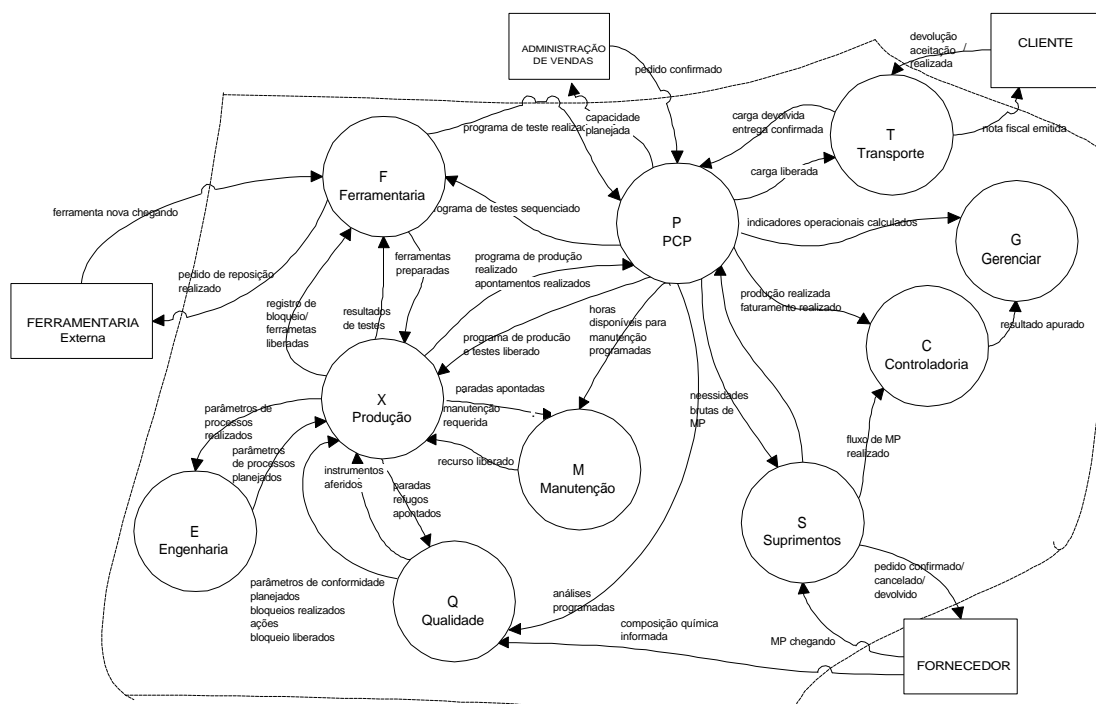 ADMINISTRAÇÃO
DE VENDAS
CLIENTE
devolução
aceitação /
realizada
pedido confirmado
capacidade
planejada
programa de teste realizado
carga devolvida
entrega confirmada
T
Transporte
nota fiscal emitida
carga liberada
F
Ferramentaria
P
PCP
programa de testes sequenciado
ferramenta nova chegando
indicadores operacionais calculados
G
Gerenciar
ferramentas
preparadas
programa de produção
realizado
apontamentos realizados
pedido de reposição
realizado
FERRAMENTARIA
Externa
registro de
bloqueio/
ferrametas
liberadas
resultados
de testes
horas
disponíveis para
manutenção
programadas
produção realizada
faturamento realizado
resultado apurado
programa de producão
e testes liberado
C
Controladoria
X
Produção
paradas apontadas
manutenção
requerida
nessidades
brutas de
MP
parâmetros de
processos
realizados
parâmetros
de processos
planejados
instrumentos
aferidos
recurso liberado
M
Manutenção
fluxo de MP
realizado
paradas
refugos
apontados
E
Engenharia
S
Suprimentos
pedido confirmado/
cancelado/
devolvido
parâmetros de conformidade
planejados
bloqueios realizados
ações
bloqueio liberados
Q
Qualidade
análises
programadas
composição química
informada
MP chegando
FORNECEDOR